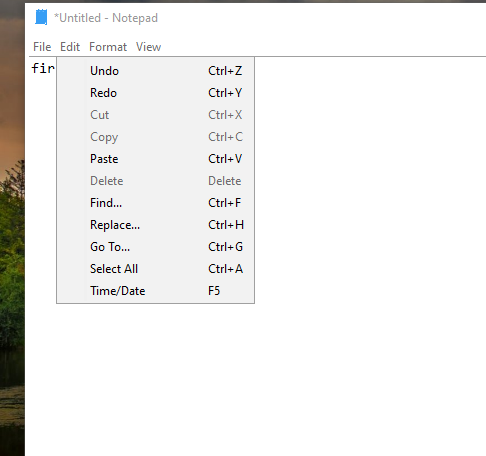 *Untitled - Notepad
File Edit Format View
fir
Undo Ctrl+Z
Redo Ctrl+Y
Cut Ctrl+X
Copy Ctrl+C
Paste Ctrl+V
Delete Delete
Find... Ctrl+F
Replace... Ctrl+H
Go To... Ctrl+G
Select All Ctrl+A
Time/Date F5